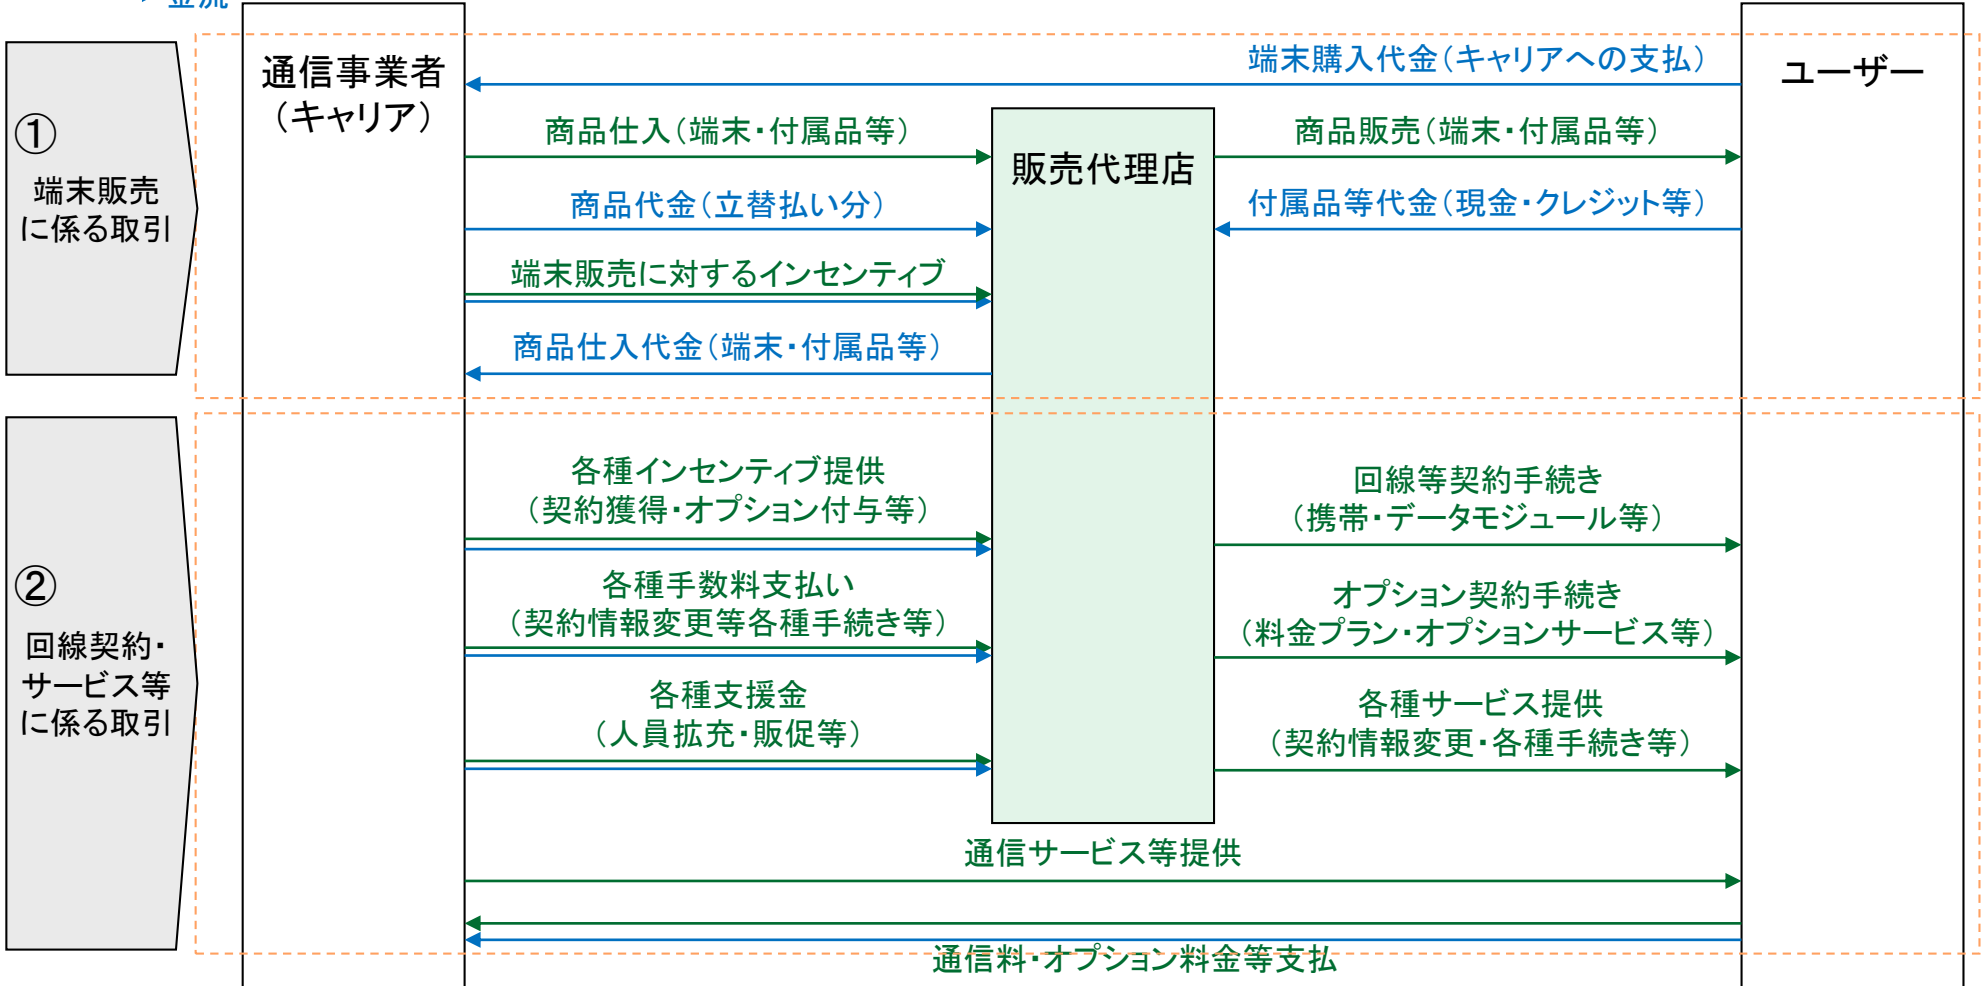 金流
通信事業者
（キャリア）
ユーザー
端末購入代金（キャリアへの支払）
①
端末販売
に係る取引
商品仕入（端末・付属品等）
販売代理店
商品販売（端末・付属品等）
商品代金（立替払い分）
付属品等代金（現金・クレジット等）
端末販売に対するインセンティブ
商品仕入代金（端末・付属品等）
②
回線契約・
サービス等
に係る取引
各種インセンティブ提供
（契約獲得・オプション付与等）
回線等契約手続き
（携帯・データモジュール等）
各種手数料支払い
（契約情報変更等各種手続き等）
オプション契約手続き
（料金プラン・オプションサービス等）
各種支援金
（人員拡充・販促等）
各種サービス提供
（契約情報変更・各種手続き等）
通信サービス等提供
通信料・オプション料金等支払